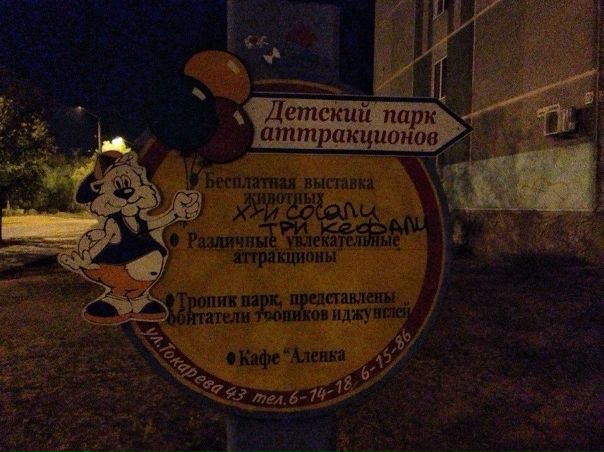 Детский парк
аттракционов
Бесплатная выставка
животных
ХУИ СОСАЛИ
ТРИ КЕФАЛИ
Различные увлекательные
аттракционы
Тропик парк, представлены
обитатели тропиков и джунглей
Кафе "Аленка
ул. Токарева 43 тел. 6-14-18, 6-15-86